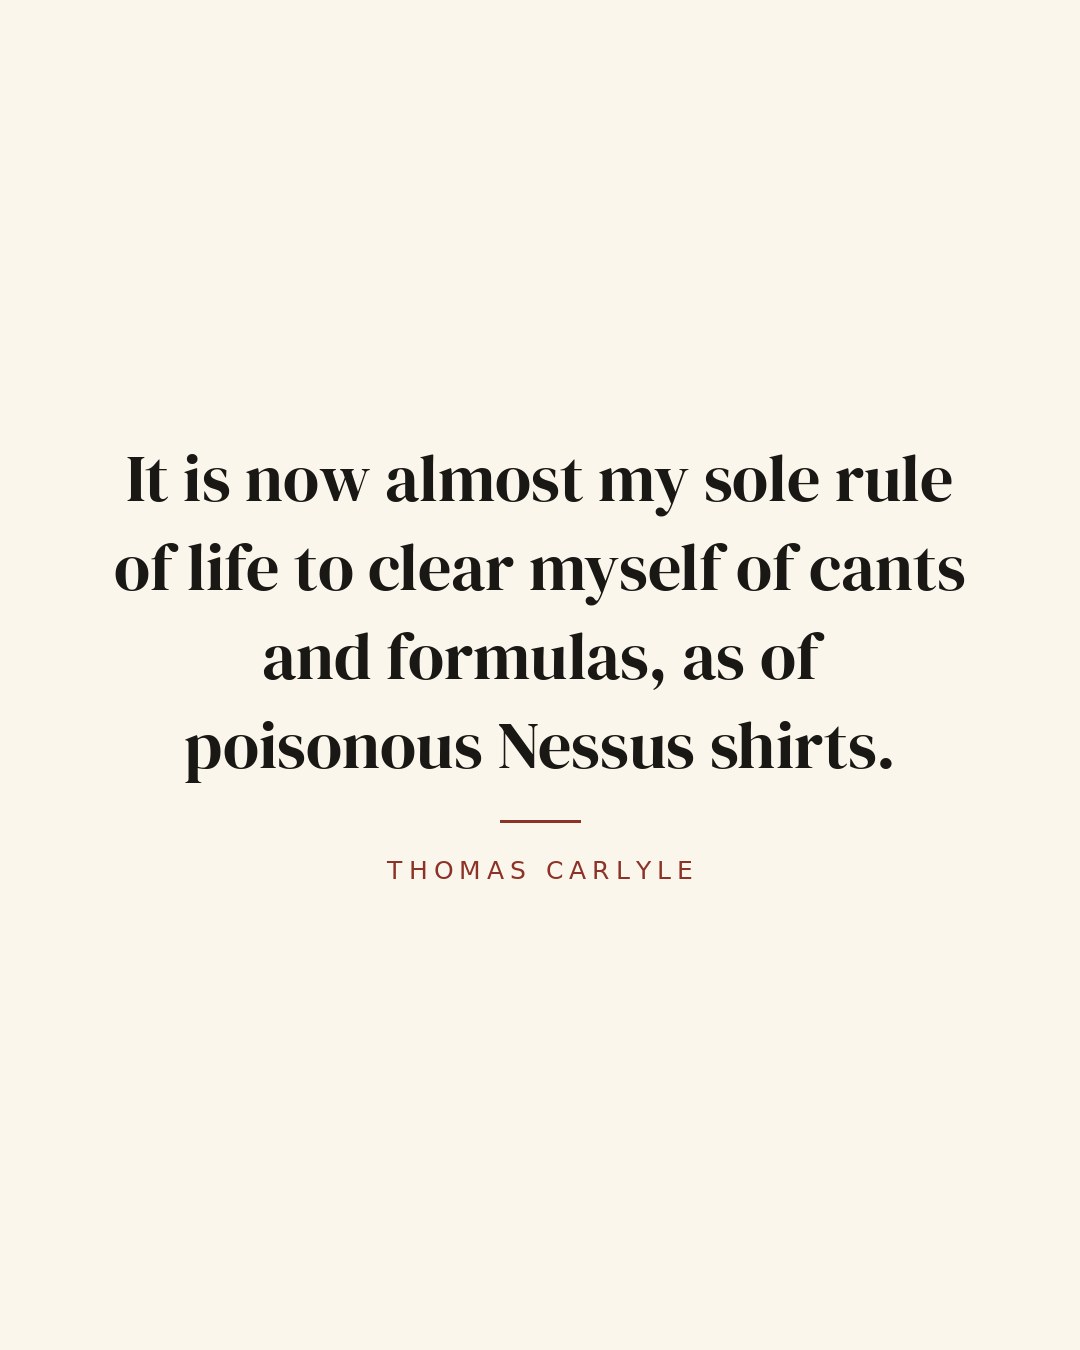 It is now almost my sole rule
of life to clear myself of cants
and formulas, as of
poisonous Nessus shirts.
THOMAS CARLYLE